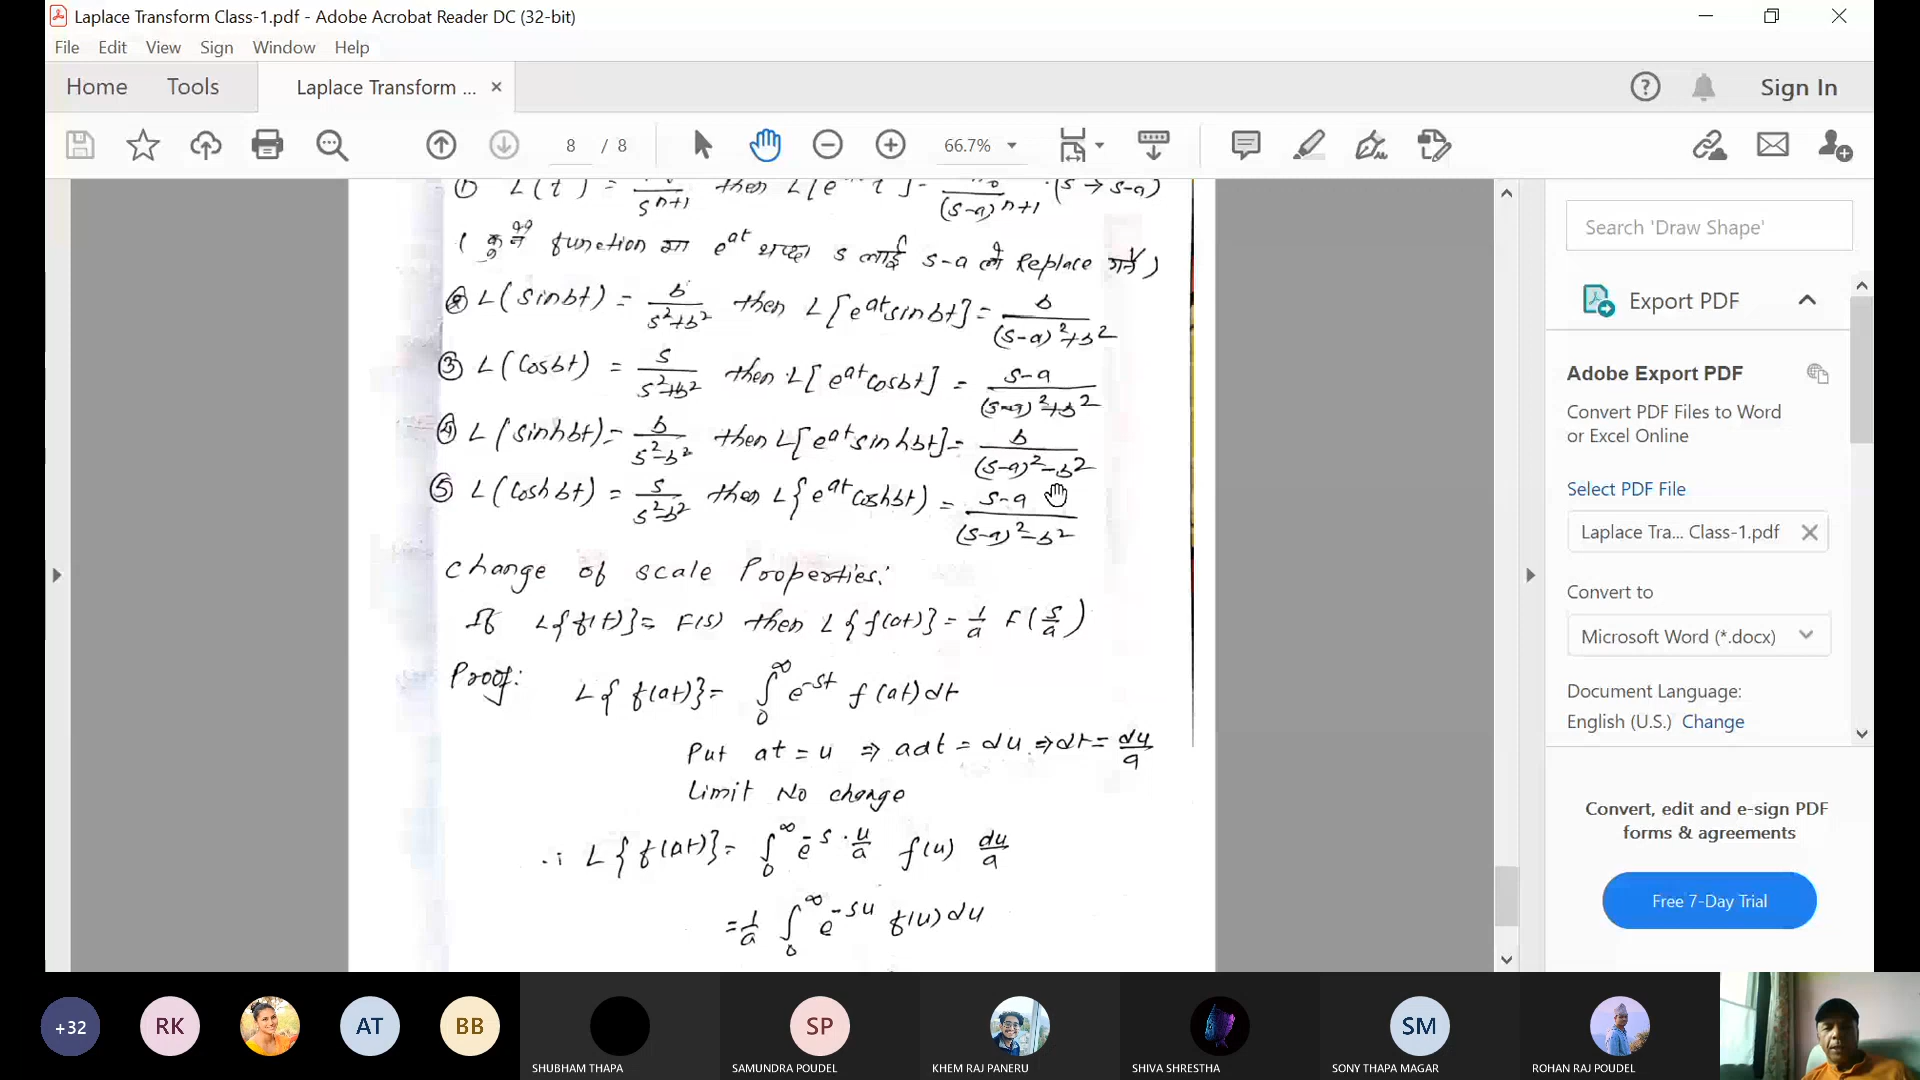 Laplace Transform Class-1.pdf - Adobe Acrobat Reader DC (32-bit)
File Edit View Sign Window Help
Home Tools Laplace Transform ... × Sign In
8 / 8 66.7%
① L(t ) = s^n+1 then L[e t ] = (s-a)^n+1 . (s → s-a)
( कुनै function मा e^at s लाई s-a ले Replace गर्ने )
② L(sinbt) = b/(s²+b²) then L[e^at sinbt] = b/((s-a)²+b²)
③ L(cosbt) = s/(s²+b²) then L[e^at cosbt] = (s-a)/((s-a)²+b²)
④ L(sinhbt) = b/(s²-b²) then L[e^at sinhbt] = b/((s-a)²-b²)
⑤ L(coshbt) = s/(s²-b²) then L{e^at coshbt) = (s-a)/((s-a)²-b²)
Change of scale Properties:
If L{f(t)} = F(s) then L{f(at)} = 1/a F(s/a)
Proof: L{f(at)} = ∫₀^∞ e^-st f(at)dt
Put at = u ⇒ adt = du ⇒ dt = du/a
Limit No change
∴ L{f(at)} = ∫₀^∞ e^-s·u/a f(u) du/a
= 1/a ∫₀^∞ e^-su f(u)du
Search 'Draw Shape'
Export PDF
Adobe Export PDF
Convert PDF Files to Word
or Excel Online
Select PDF File
Laplace Tra... Class-1.pdf
Convert to
Microsoft Word (*.docx)
Document Language:
English (U.S.) Change
Convert, edit and e-sign PDF
forms & agreements
Free 7-Day Trial
+32 RK AT BB SP SM
SHUBHAM THAPA SAMUNDRA POUDEL KHEM RAJ PANERU SHIVA SHRESTHA SONY THAPA MAGAR ROHAN RAJ POUDEL